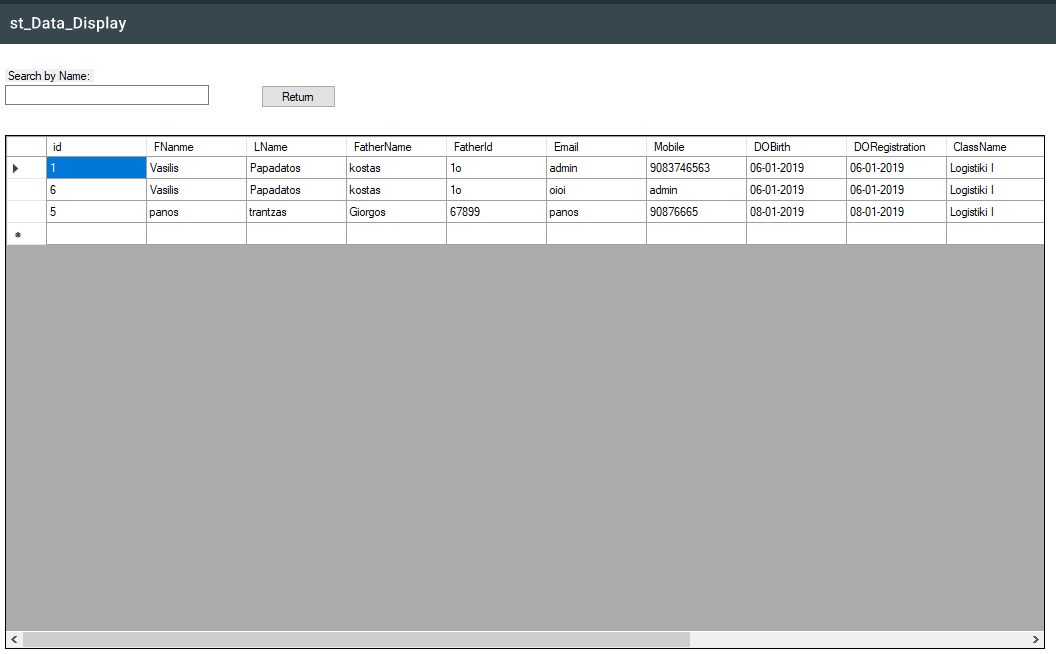 st_Data_Display
Search by Name:
Return
id FNanme LName FatherName FatherId Email Mobile DOBirth DORegistration ClassName
1 Vasilis Papadatos kostas 1o admin 9083746563 06-01-2019 06-01-2019 Logistiki I
6 Vasilis Papadatos kostas 1o oioi admin 06-01-2019 06-01-2019 Logistiki I
5 panos trantzas Giorgos 67899 panos 90876665 08-01-2019 08-01-2019 Logistiki I